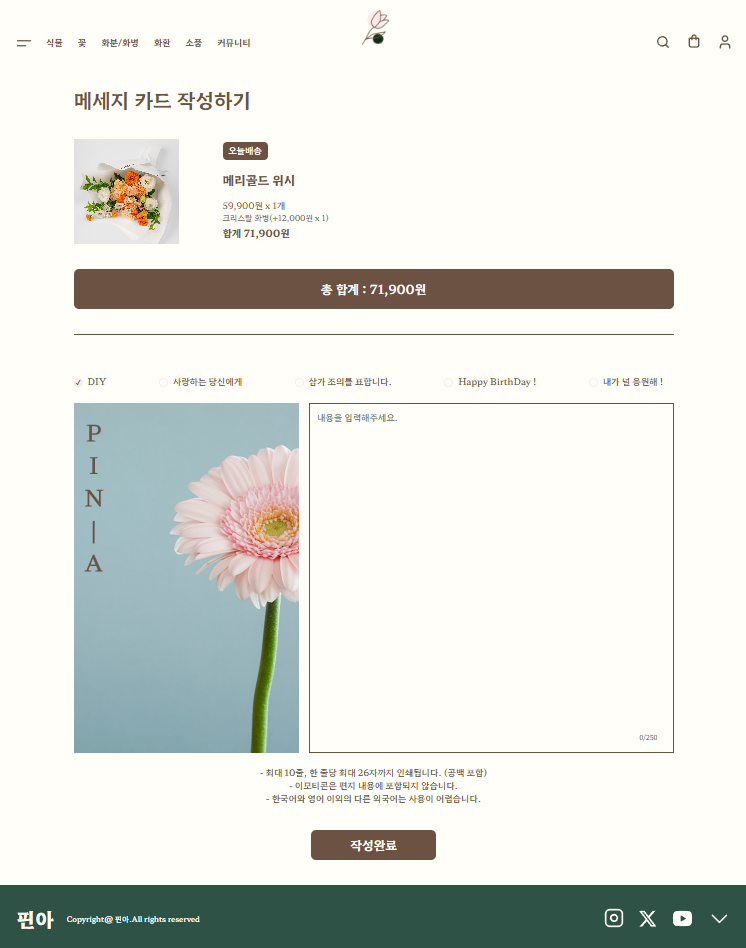 식물 꽃 화분/화병 화환 소품 커뮤니티
메세지 카드 작성하기
오늘배송
메리골드 위시
59,900원 x 1개
크리스탈 화병(+12,000원 x 1)
합계 71,900원
총 합계 : 71,900원
DIY 사랑하는 당신에게 삼가 조의를 표합니다. Happy BirthDay ! 내가 널 응원해 !
P
I
N
|
A
내용을 입력해주세요.
0/250
- 최대 10줄, 한 줄당 최대 26자까지 인쇄됩니다. (공백 포함)
- 이모티콘은 편지 내용에 포함되지 않습니다.
- 한국어와 영어 이외의 다른 외국어는 사용이 어렵습니다.
작성완료
핀아 Copyright@ 핀아.All rights reserved